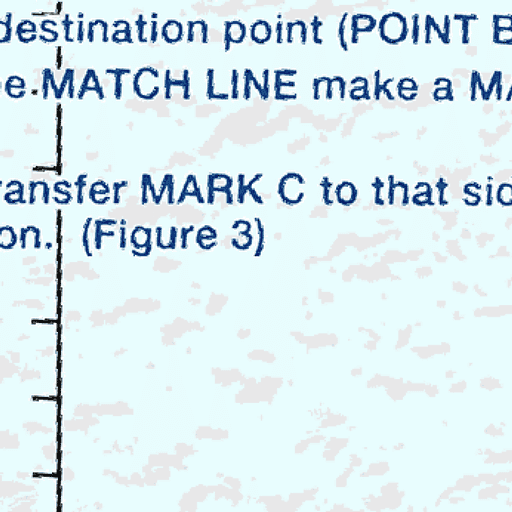 destination point (POINT B
e MATCH LINE make a MA
ransfer MARK C to that sid
on. (Figure 3)